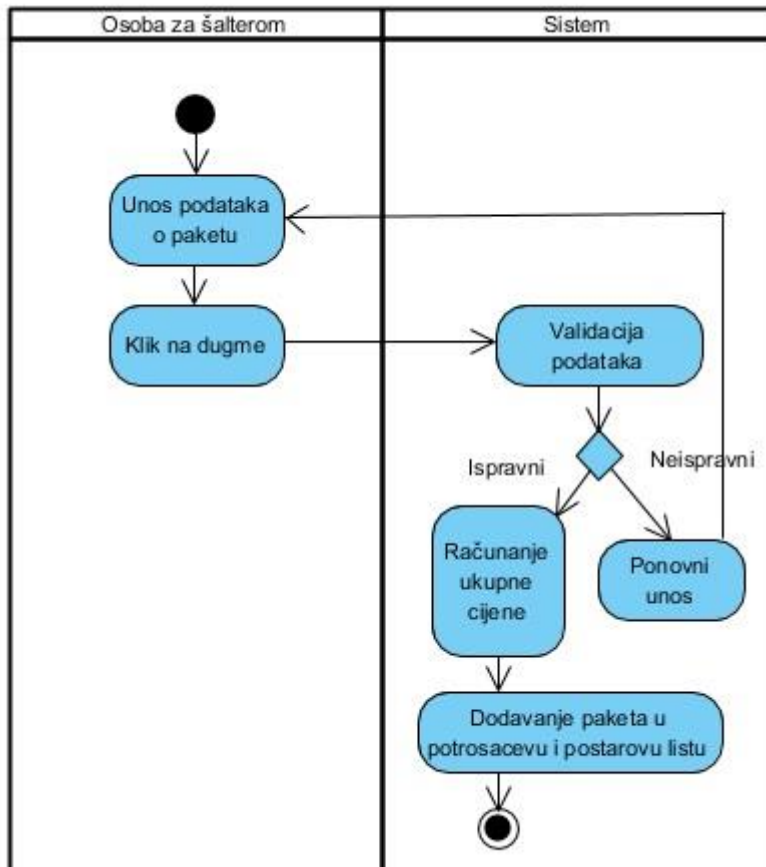 Osoba za šalterom
Sistem
Unos podataka
o paketu
Klik na dugme
Validacija
podataka
Ispravni
Neispravni
Računanje
ukupne
cijene
Ponovni
unos
Dodavanje paketa u
potrosacevu i postarovu listu